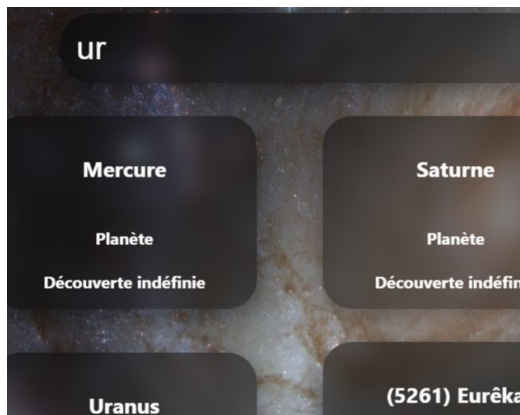 ur
Mercure
Saturne
Planète
Planète
Découverte indéfinie
Découverte indéfin
Uranus
(5261) Eurêka